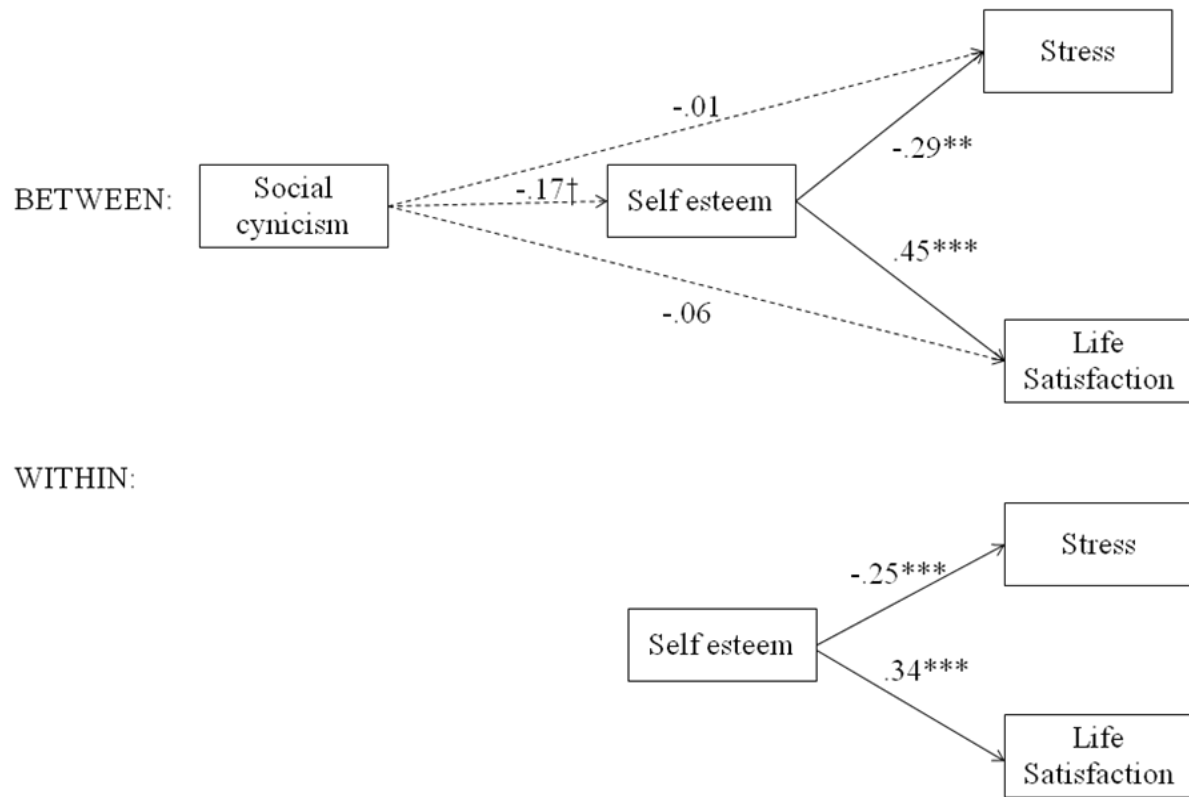 Stress
-.01
-.29**
BETWEEN:
Social
cynicism
-.17†
Self esteem
.45***
-.06
Life
Satisfaction
WITHIN:
Stress
-.25***
Self esteem
.34***
Life
Satisfaction